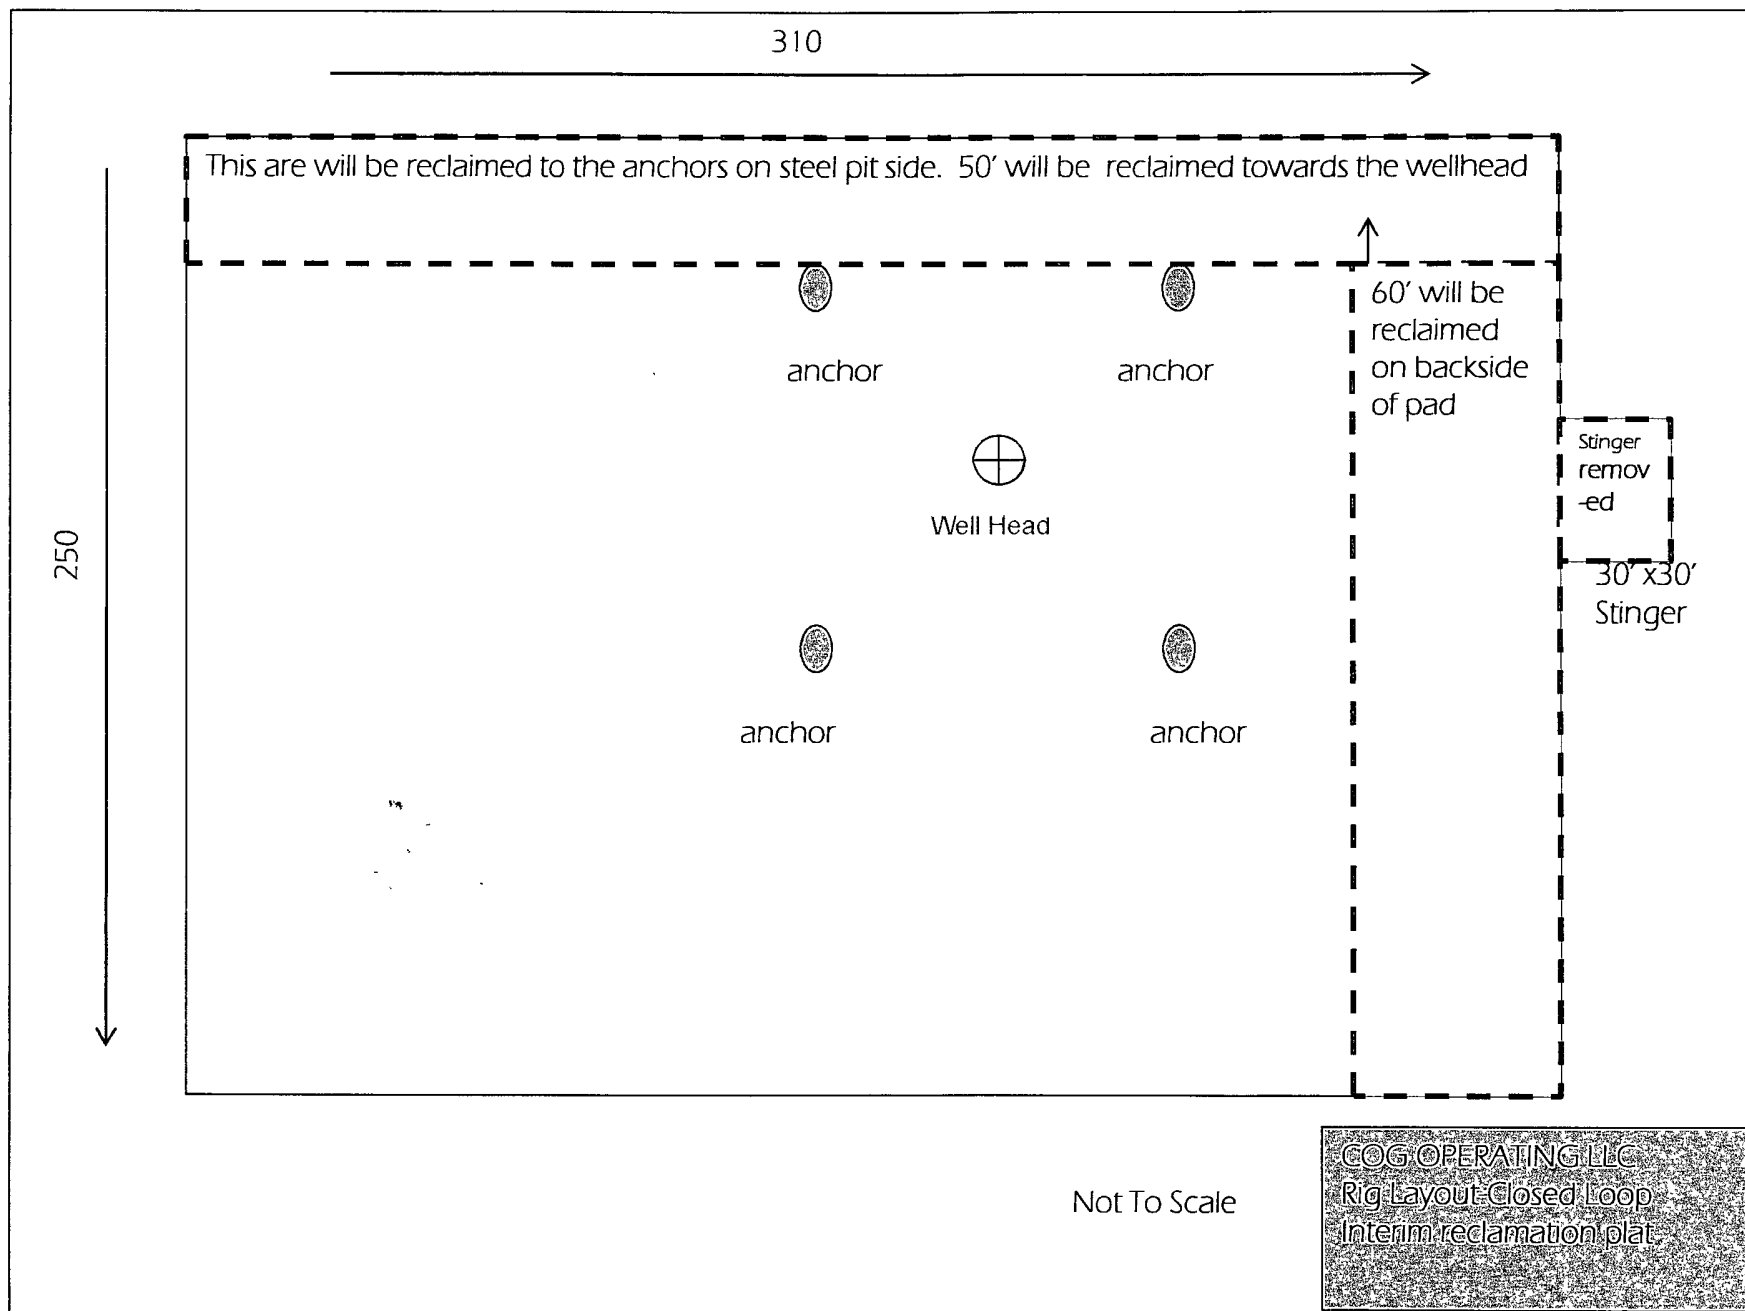 310
This are will be reclaimed to the anchors on steel pit side. 50' will be reclaimed towards the wellhead
60' will be
reclaimed
on backside
of pad
anchor
anchor
Stinger
remov
-ed
Well Head
250
30' x30'
Stinger
anchor
anchor
Not To Scale
COG OPERATING LLC
Rig Layout-Closed Loop
Interim reclamation plat